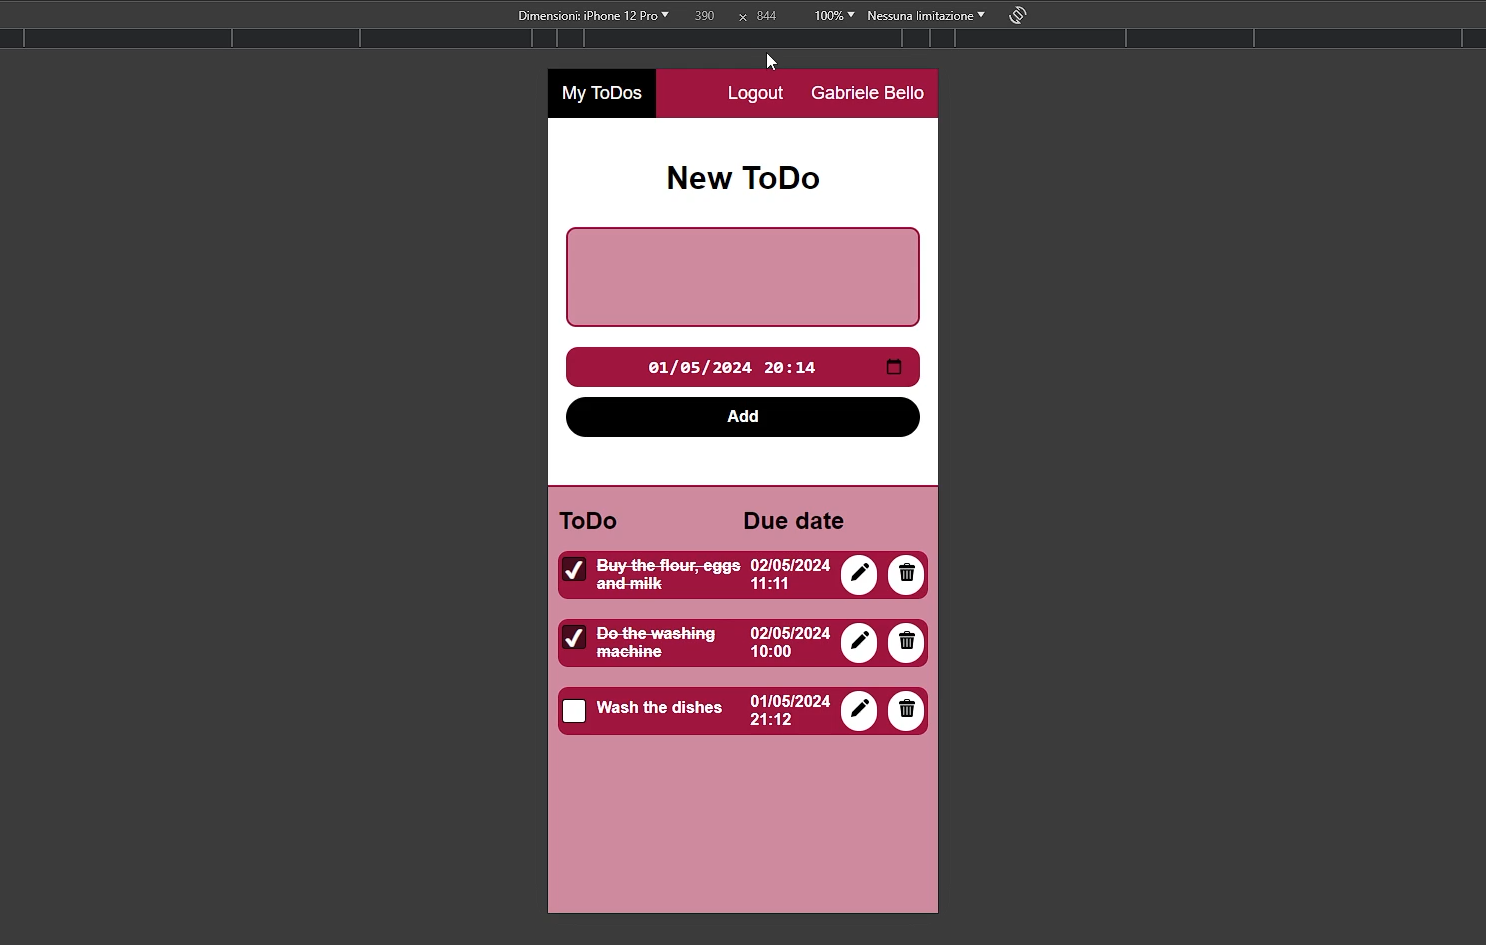 Dimensioni: iPhone 12 Pro 390 × 844 100% Nessuna limitazione
My ToDos Logout Gabriele Bello
New ToDo
01/05/2024 20:14
Add
ToDo Due date
Buy the flour, eggs 02/05/2024
and milk 11:11
Do the washing 02/05/2024
machine 10:00
Wash the dishes 01/05/2024
21:12